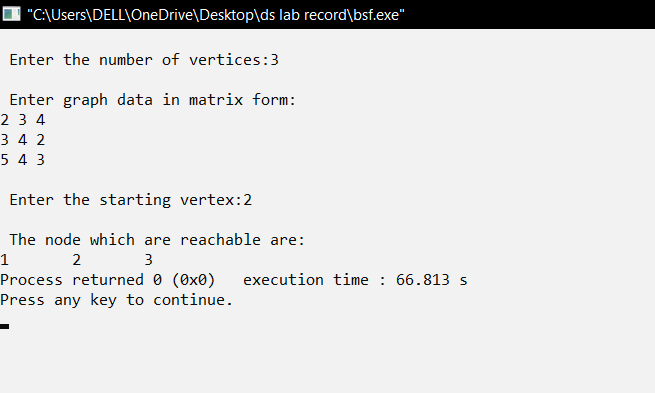 "C:\Users\DELL\OneDrive\Desktop\ds lab record\bsf.exe"
Enter the number of vertices:3
Enter graph data in matrix form:
2 3 4
3 4 2
5 4 3
Enter the starting vertex:2
The node which are reachable are:
1 2 3
Process returned 0 (0x0) execution time : 66.813 s
Press any key to continue.